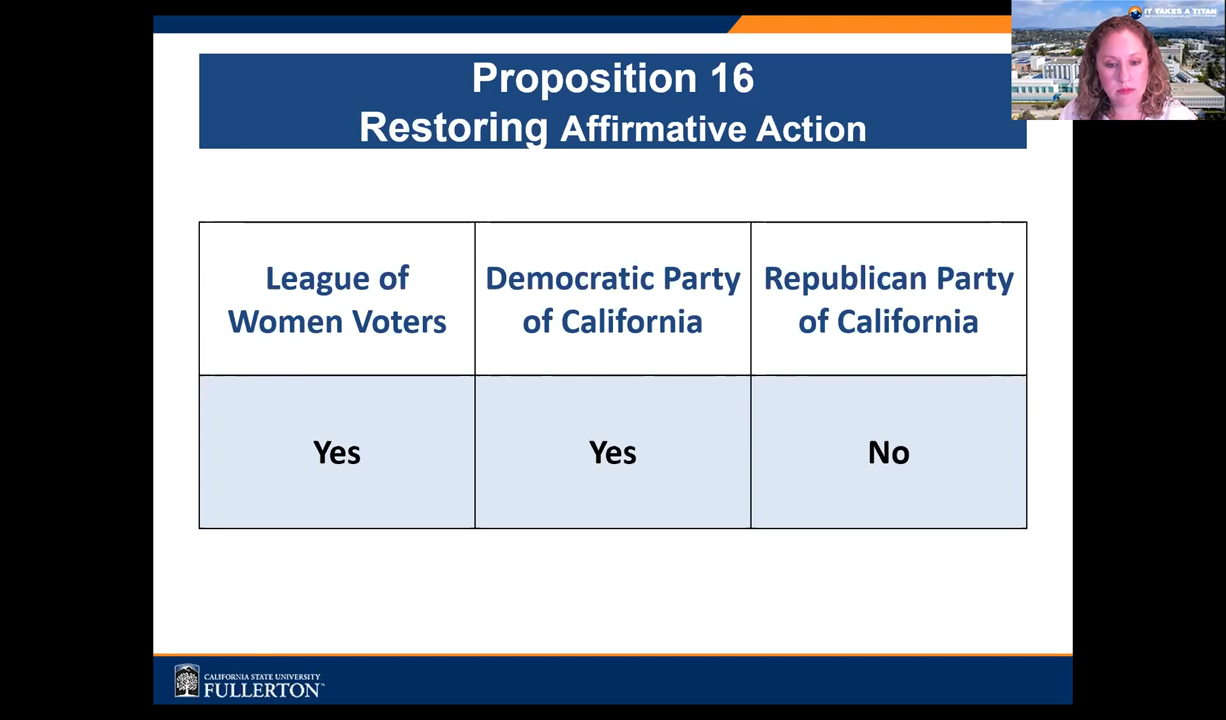 IT TAKES A TITAN
Proposition 16
Restoring Affirmative Action
League of
Women Voters
Democratic Party
of California
Republican Party
of California
Yes
Yes
No
CALIFORNIA STATE UNIVERSITY
FULLERTON™